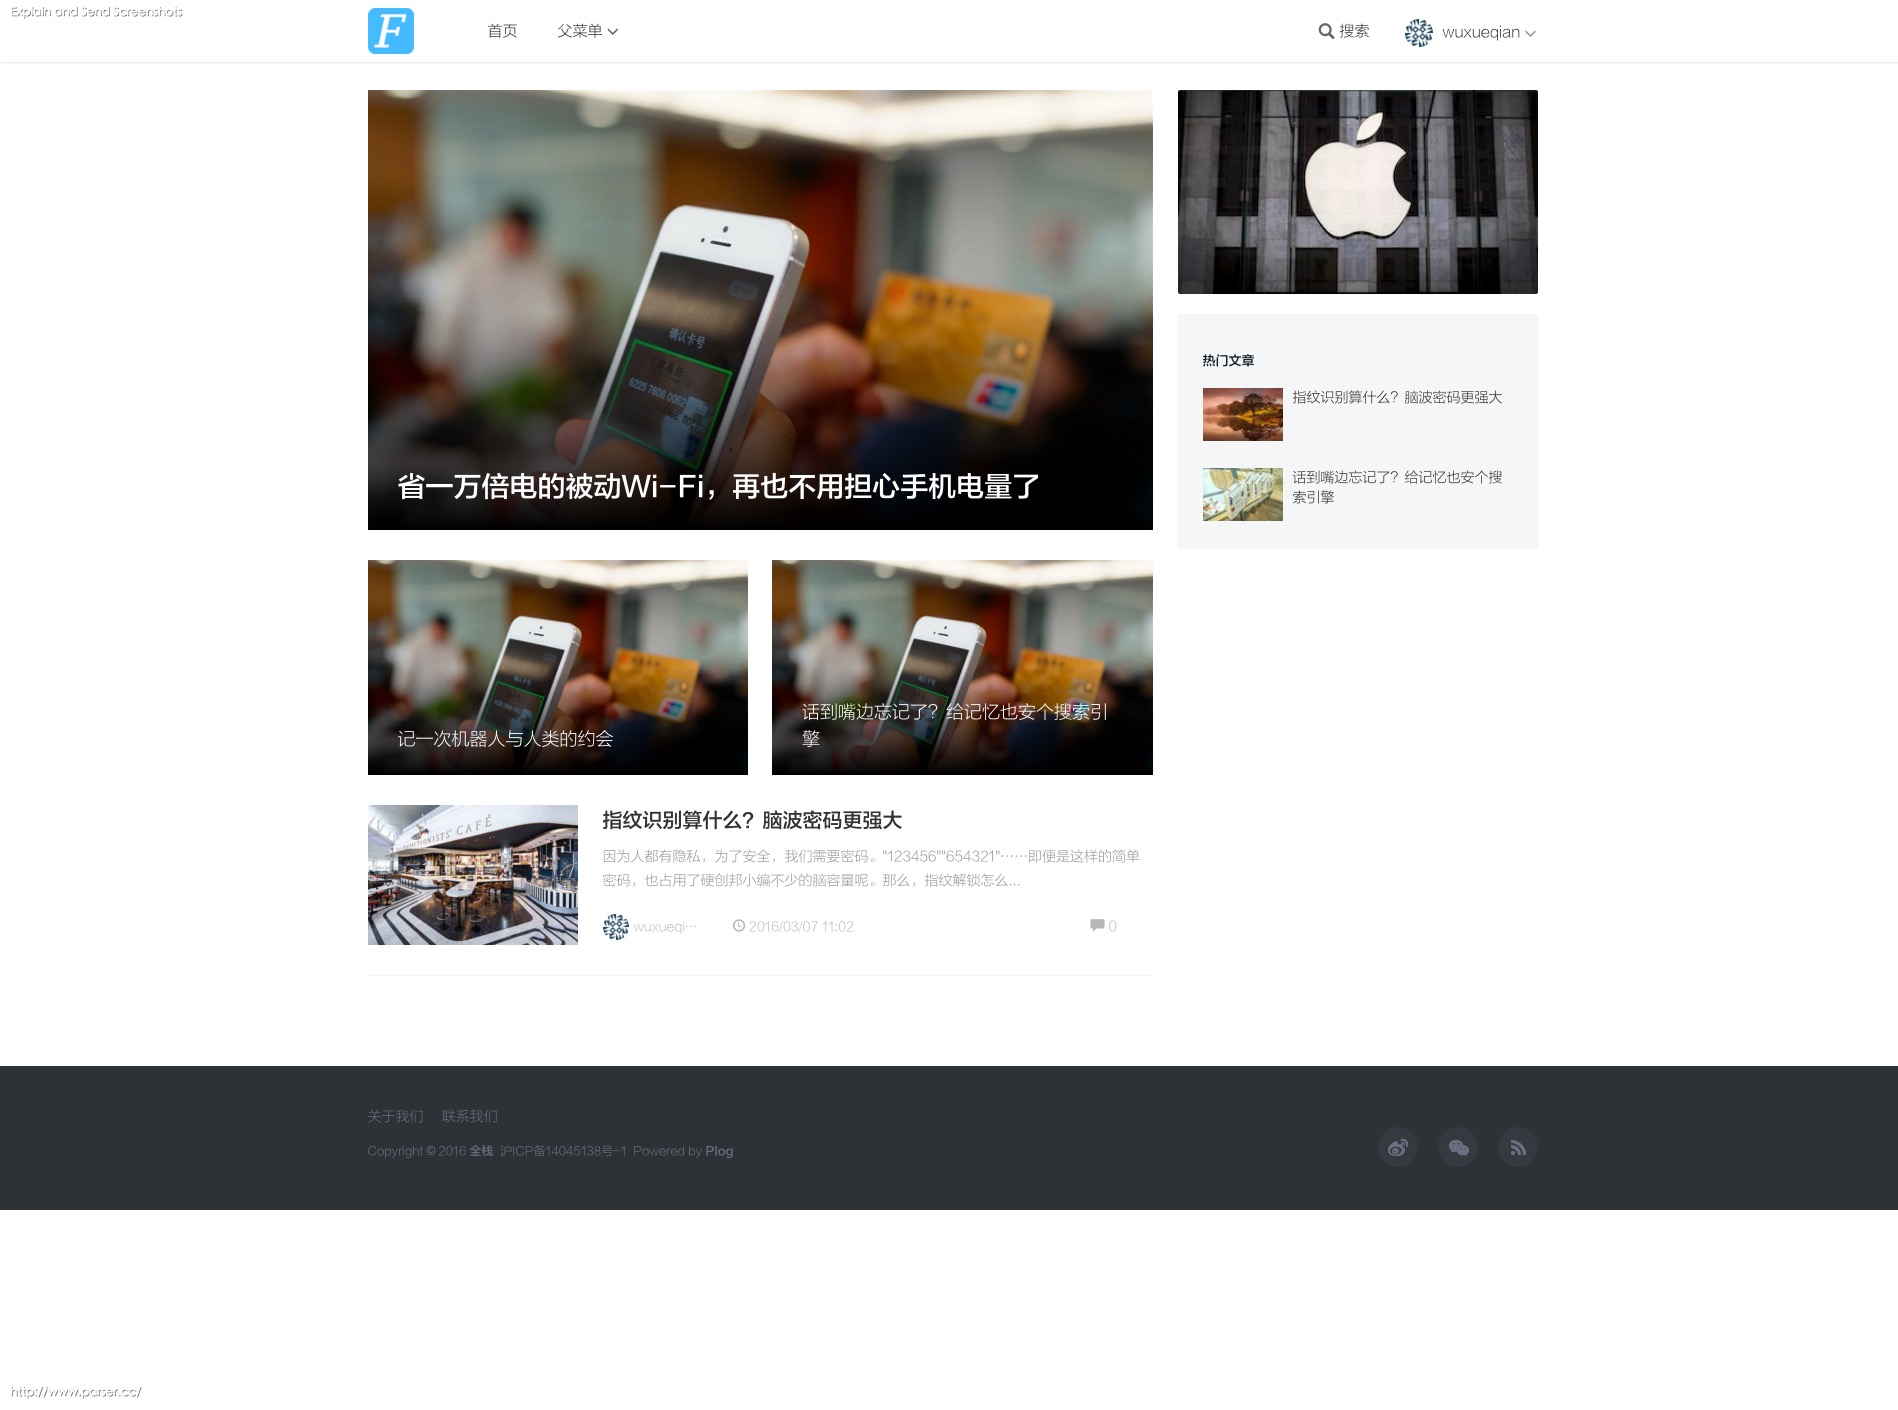 Explain and Send Screenshots
F
首页 父菜单
搜索 wuxueqian
确认卡号
省一万倍电的被动Wi-Fi，再也不用担心手机电量了
热门文章
指纹识别算什么？脑波密码更强大
话到嘴边忘记了？给记忆也安个搜
索引擎
记一次机器人与人类的约会
话到嘴边忘记了？给记忆也安个搜索引
擎
CAFÉ
指纹识别算什么？脑波密码更强大
因为人都有隐私，为了安全，我们需要密码。"123456""654321"……即便是这样的简单
密码，也占用了硬创邦小编不少的脑容量呢。那么，指纹解锁怎么...
wuxueqi… 2016/03/07 11:02 0
关于我们 联系我们
Copyright © 2016 全栈 沪ICP备14045138号-1 Powered by Plog
http://www.parser.cc/